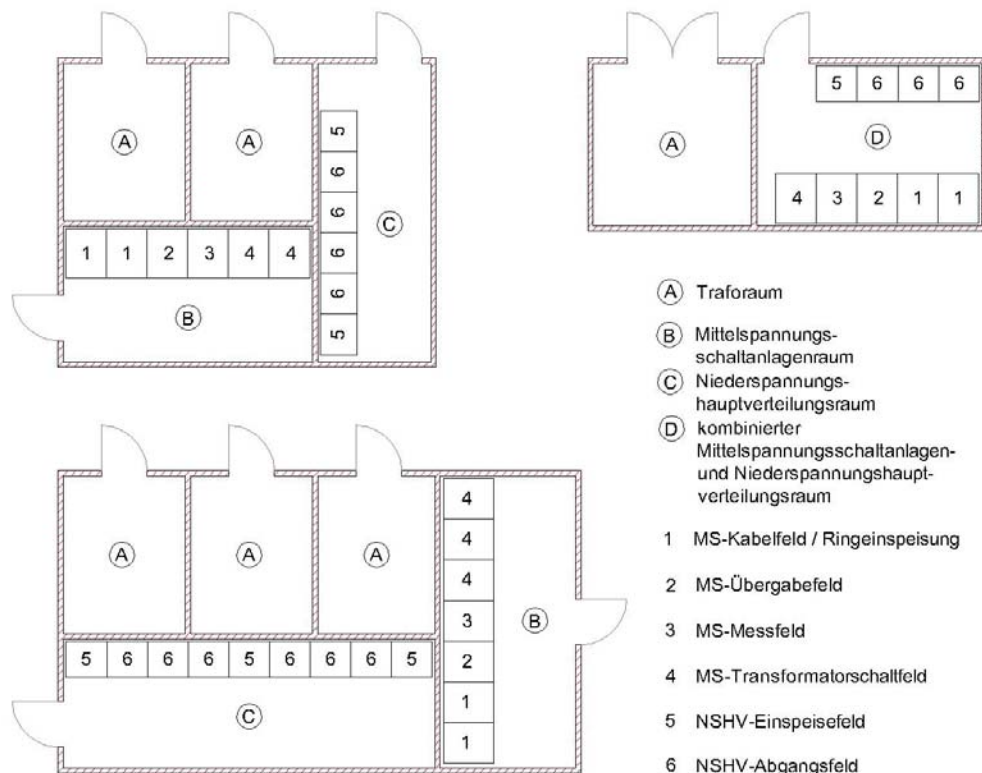 A A
5
6
6
6
6
5
C
1 1 2 3 4 4
B
5 6 6 6
A
D
4 3 2 1 1
A Traforaum
B Mittelspannungs-
schaltanlagenraum
C Niederspannungs-
hauptverteilungsraum
D kombinierter
Mittelspannungsschaltanlagen-
und Niederspannungshaupt-
verteilungsraum
1 MS-Kabelfeld / Ringeinspeisung
2 MS-Übergabefeld
3 MS-Messfeld
4 MS-Transformatorschaltfeld
5 NSHV-Einspeisefeld
6 NSHV-Abgangsfeld
A A A
4
4
4
3
2
1
1
B
5 6 6 6 5 6 6 6 5
C